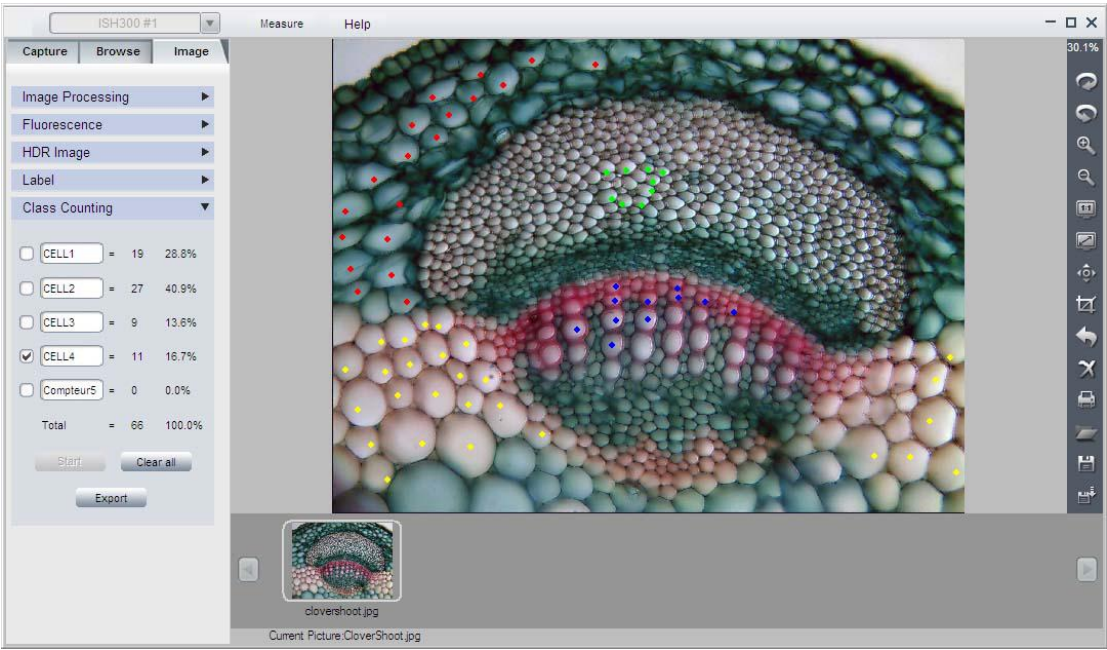 ISH300 #1 Measure Help
Capture Browse Image
30.1%
Image Processing
Fluorescence
HDR Image
Label
Class Counting
1:1
CELL1 = 19 28.8%
CELL2 = 27 40.9%
CELL3 = 9 13.6%
CELL4 = 11 16.7%
Compteur5 = 0 0.0%
Total = 66 100.0%
Start Clear all
Export
clovershoot.jpg
Current Picture:CloverShoot.jpg